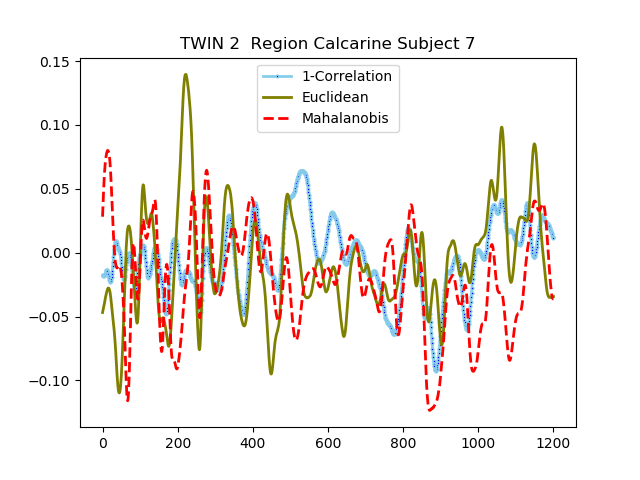 TWIN 2  Region Calcarine Subject 7
1-Correlation
Euclidean
Mahalanobis
0.15
0.10
0.05
0.00
−0.05
−0.10
0 200 400 600 800 1000 1200